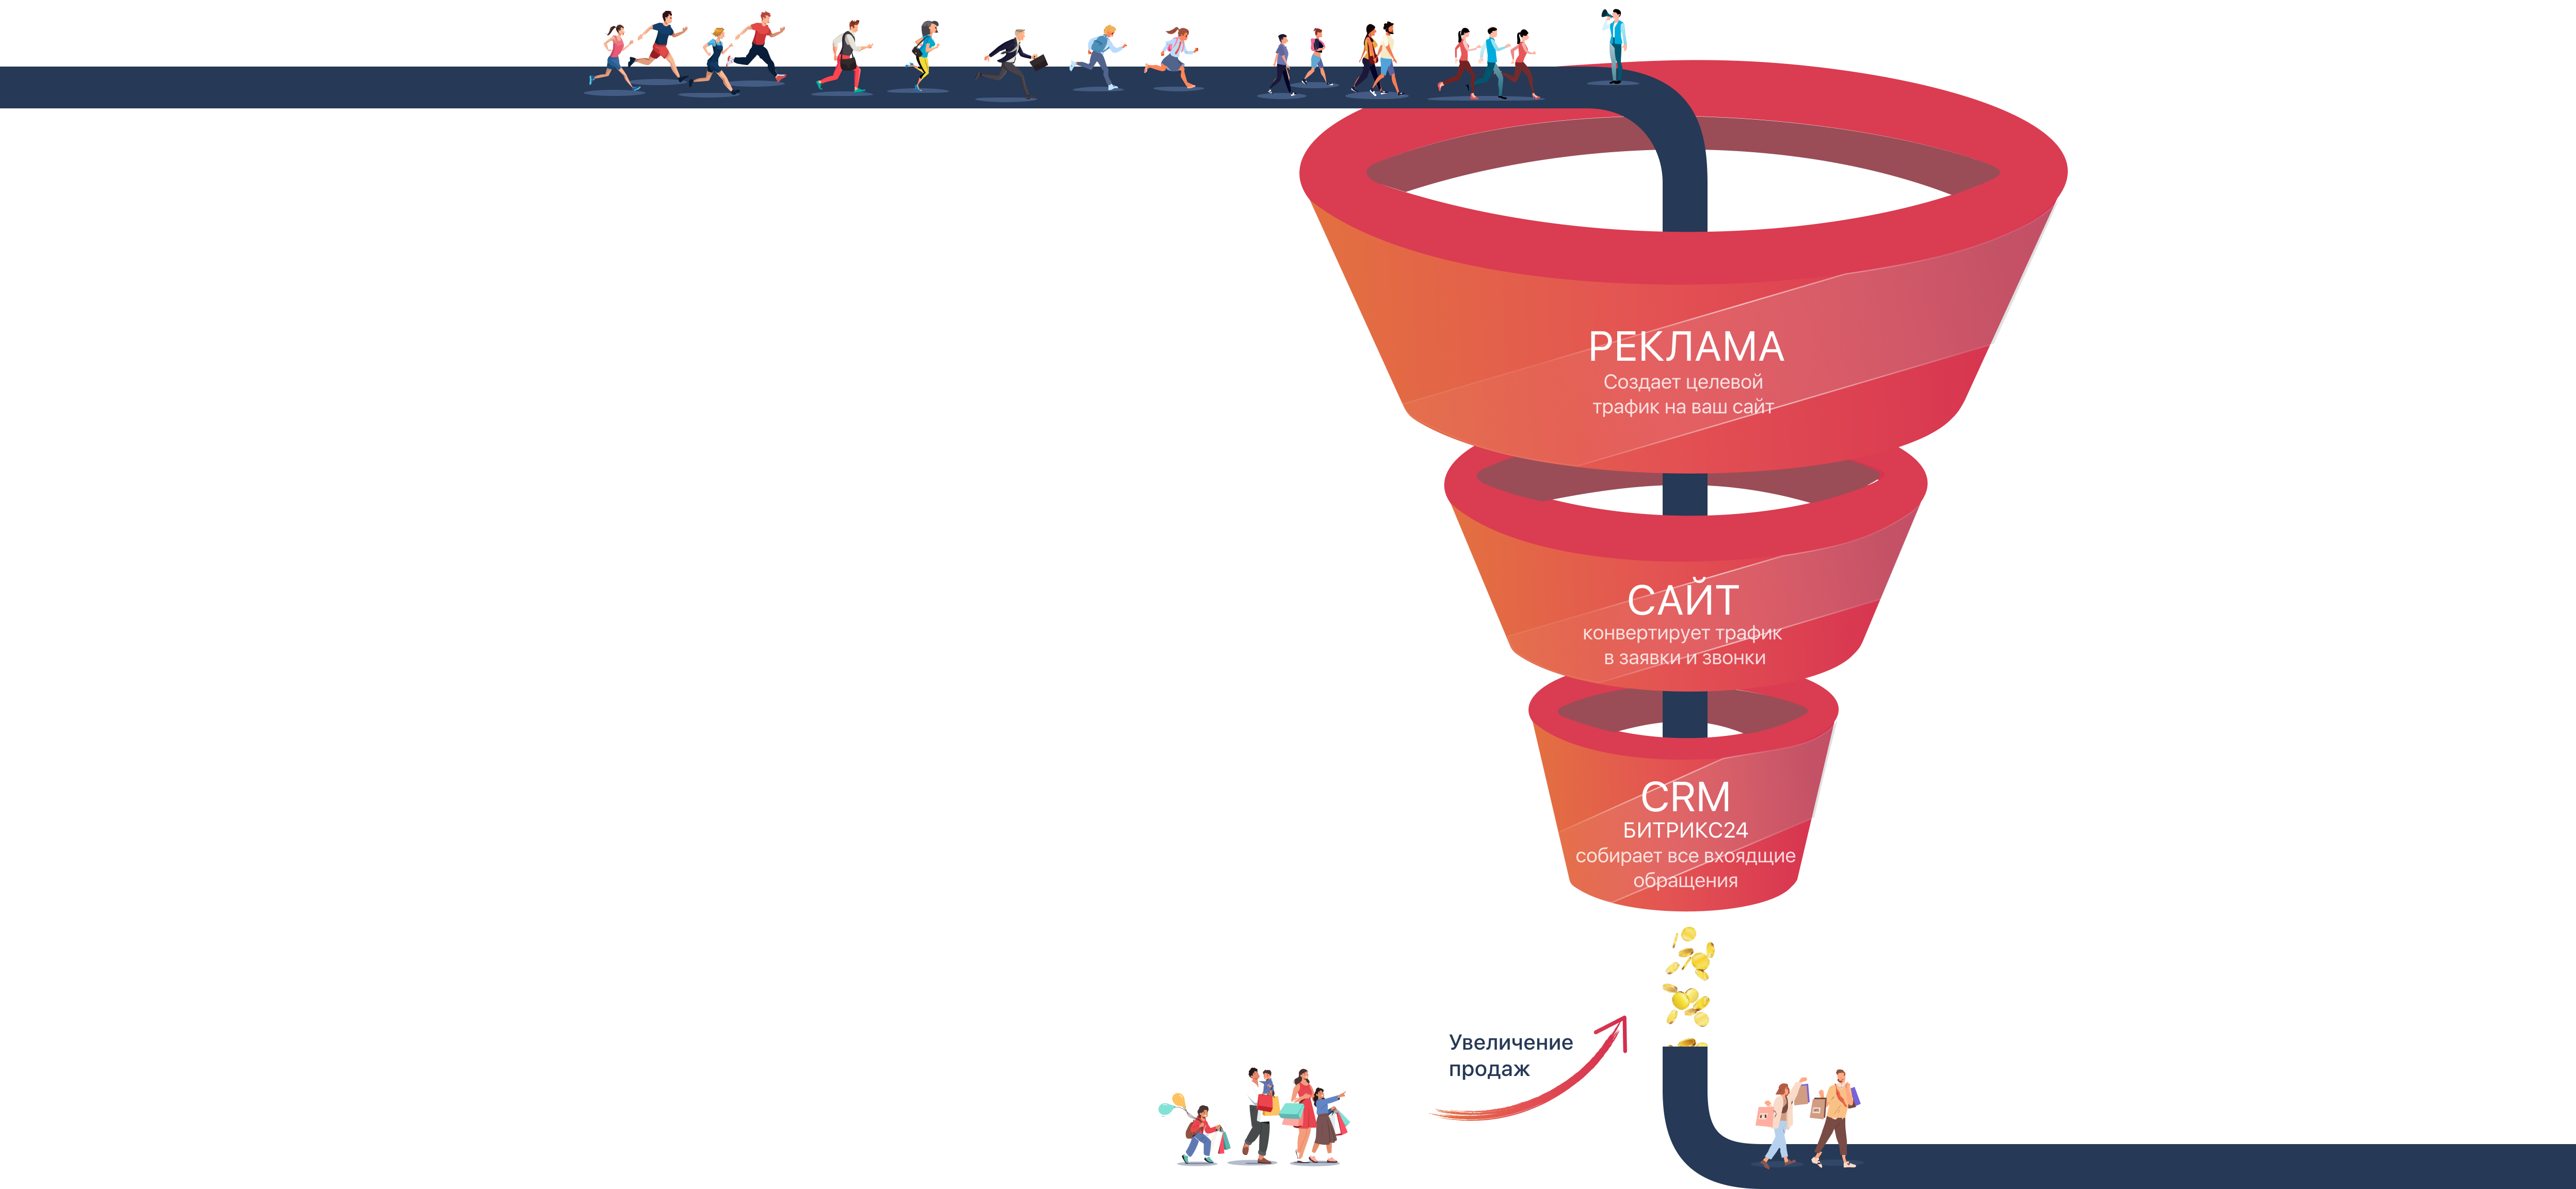 РЕКЛАМА
Создает целевой
трафик на ваш сайт
САЙТ
конвертирует трафик
в заявки и звонки
CRM
БИТРИКС24
собирает все вхоядщие
обращения
Увеличение
продаж